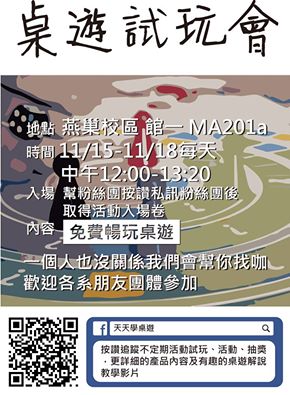 桌遊試玩會
地點 燕巢校區 館一 MA201a
時間 11/15-11/18每天
中午12:00-13:20
入場 幫粉絲團按讚私訊粉絲團後
取得活動入場卷
內容 免費暢玩桌遊
一個人也沒關係我們會幫你找咖
歡迎各系朋友團體參加
f 天天學桌遊
按讚追蹤不定期活動試玩、活動、抽獎
,更詳細的產品內容及有趣的桌遊解說
教學影片